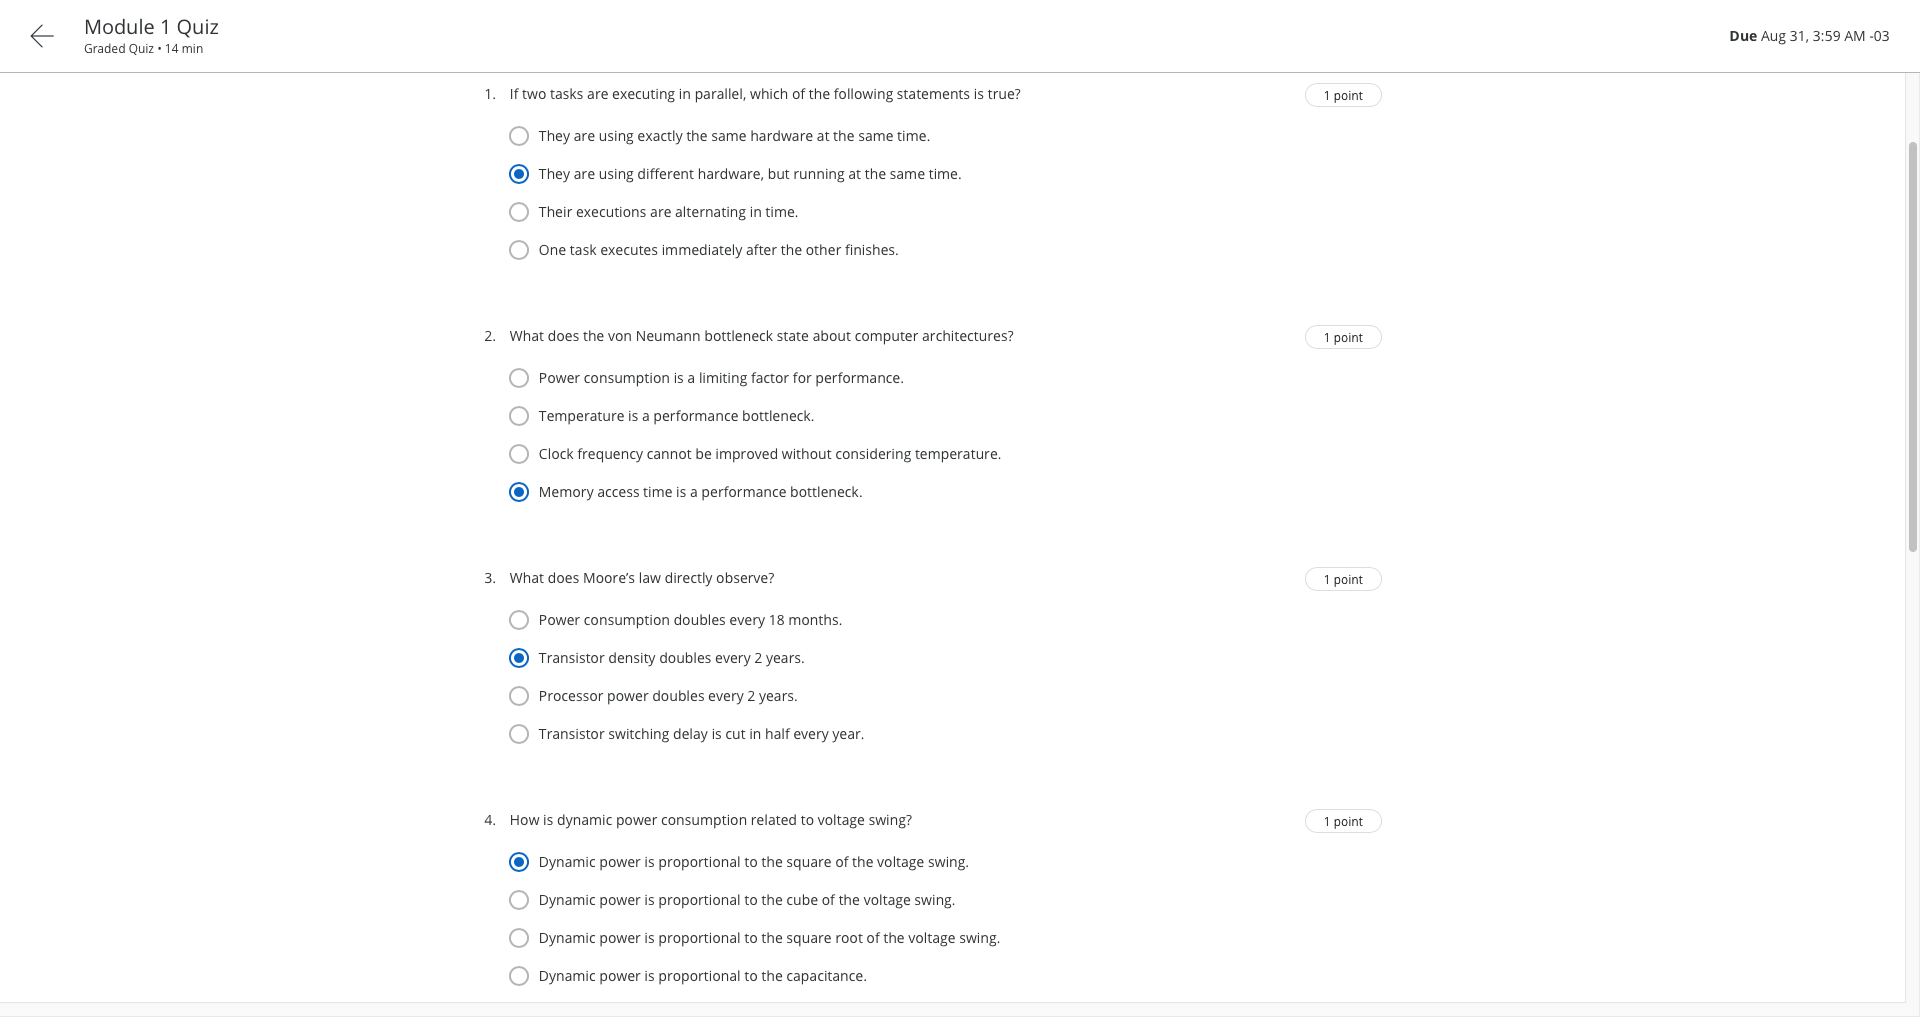 Module 1 Quiz
Graded Quiz • 14 min
Due Aug 31, 3:59 AM -03
1. If two tasks are executing in parallel, which of the following statements is true?
1 point
They are using exactly the same hardware at the same time.
They are using different hardware, but running at the same time.
Their executions are alternating in time.
One task executes immediately after the other finishes.
2. What does the von Neumann bottleneck state about computer architectures?
1 point
Power consumption is a limiting factor for performance.
Temperature is a performance bottleneck.
Clock frequency cannot be improved without considering temperature.
Memory access time is a performance bottleneck.
3. What does Moore’s law directly observe?
1 point
Power consumption doubles every 18 months.
Transistor density doubles every 2 years.
Processor power doubles every 2 years.
Transistor switching delay is cut in half every year.
4. How is dynamic power consumption related to voltage swing?
1 point
Dynamic power is proportional to the square of the voltage swing.
Dynamic power is proportional to the cube of the voltage swing.
Dynamic power is proportional to the square root of the voltage swing.
Dynamic power is proportional to the capacitance.